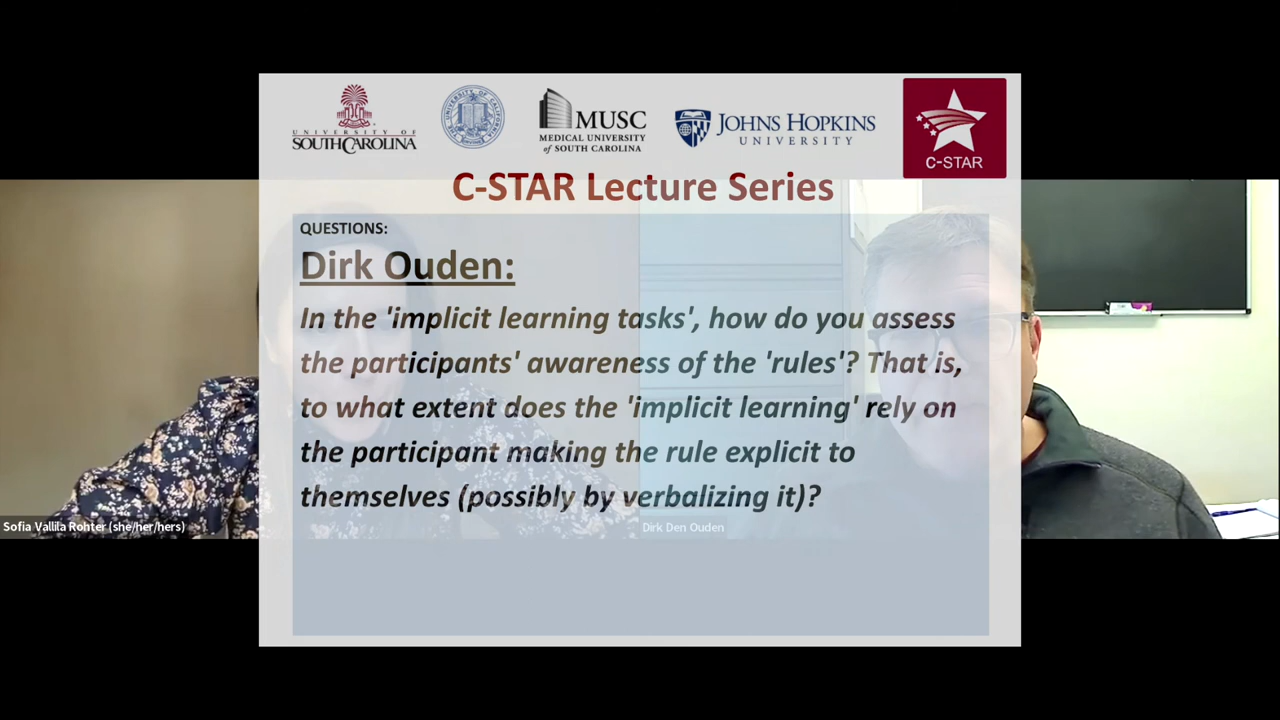 UNIVERSITY OF
SOUTH CAROLINA
MUSC
MEDICAL UNIVERSITY
of SOUTH CAROLINA
JOHNS HOPKINS
UNIVERSITY
C-STAR
C-STAR Lecture Series
QUESTIONS:
Dirk Ouden:
In the 'implicit learning tasks', how do you assess
the participants' awareness of the 'rules'? That is,
to what extent does the 'implicit learning' rely on
the participant making the rule explicit to
themselves (possibly by verbalizing it)?
Sofia Vallila Rohter (she/her/hers)
Dirk Den Ouden